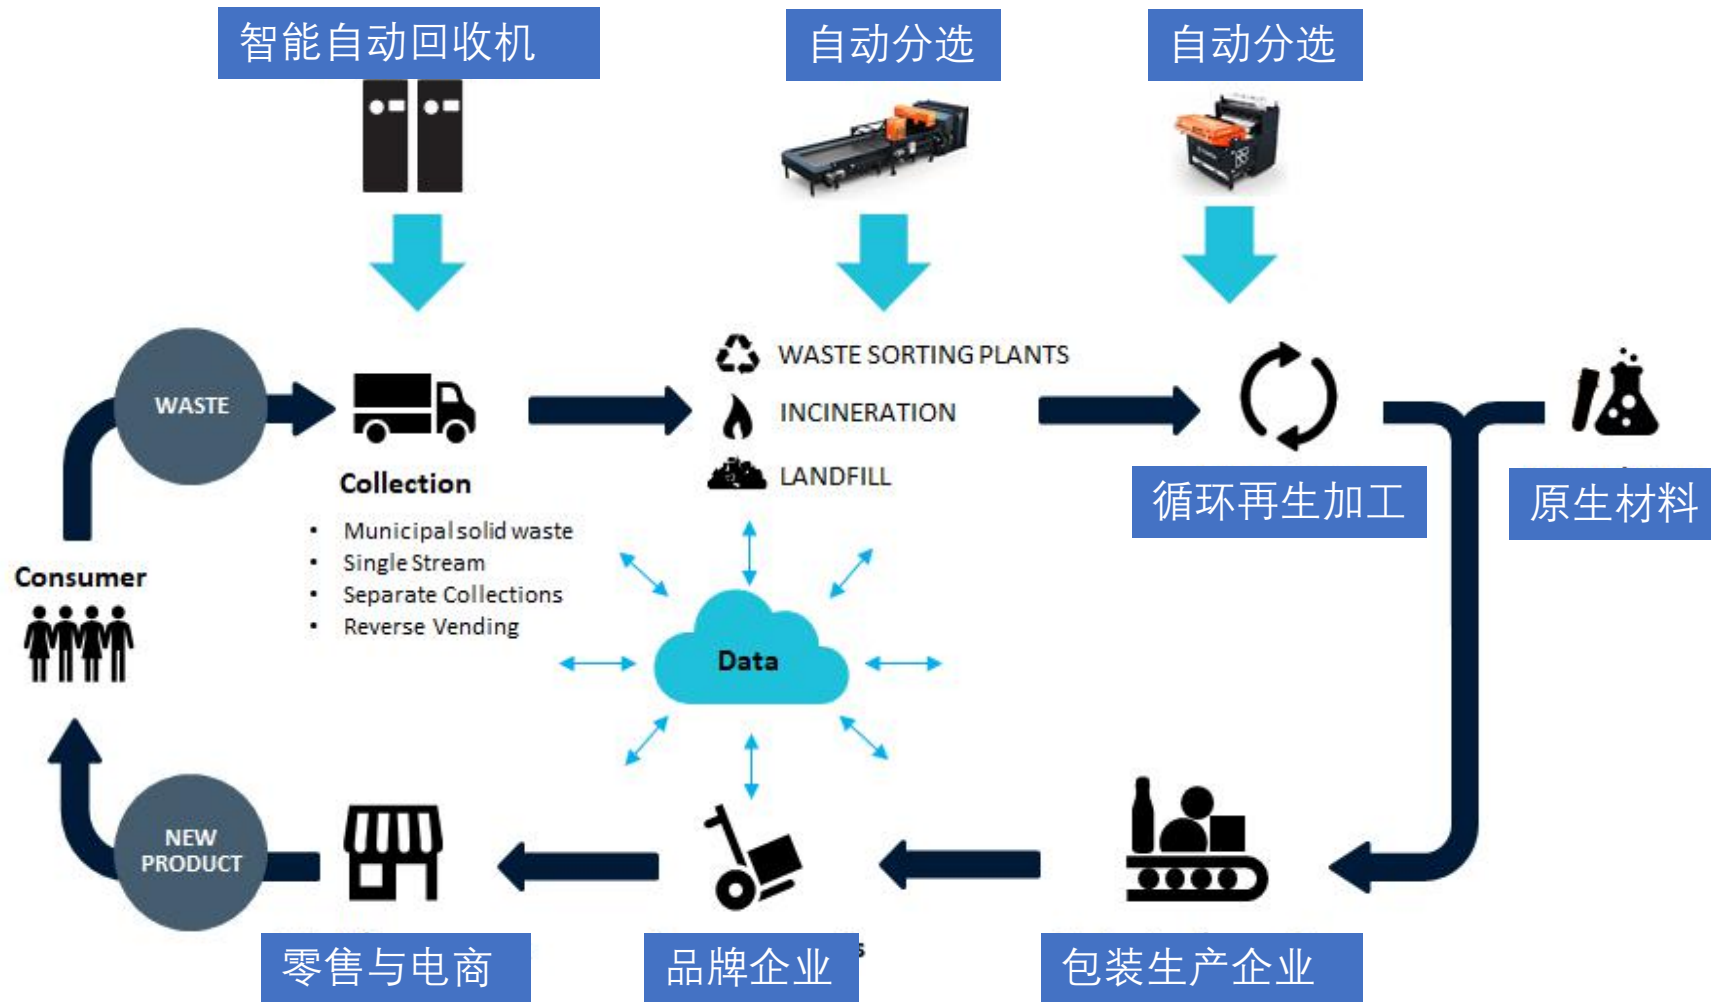 智能自动回收机
自动分选
自动分选
WASTE
WASTE SORTING PLANTS
INCINERATION
LANDFILL
Collection
• Municipal solid waste
• Single Stream
• Separate Collections
• Reverse Vending
循环再生加工
原生材料
Consumer
Data
NEW
PRODUCT
零售与电商
品牌企业
s
包装生产企业